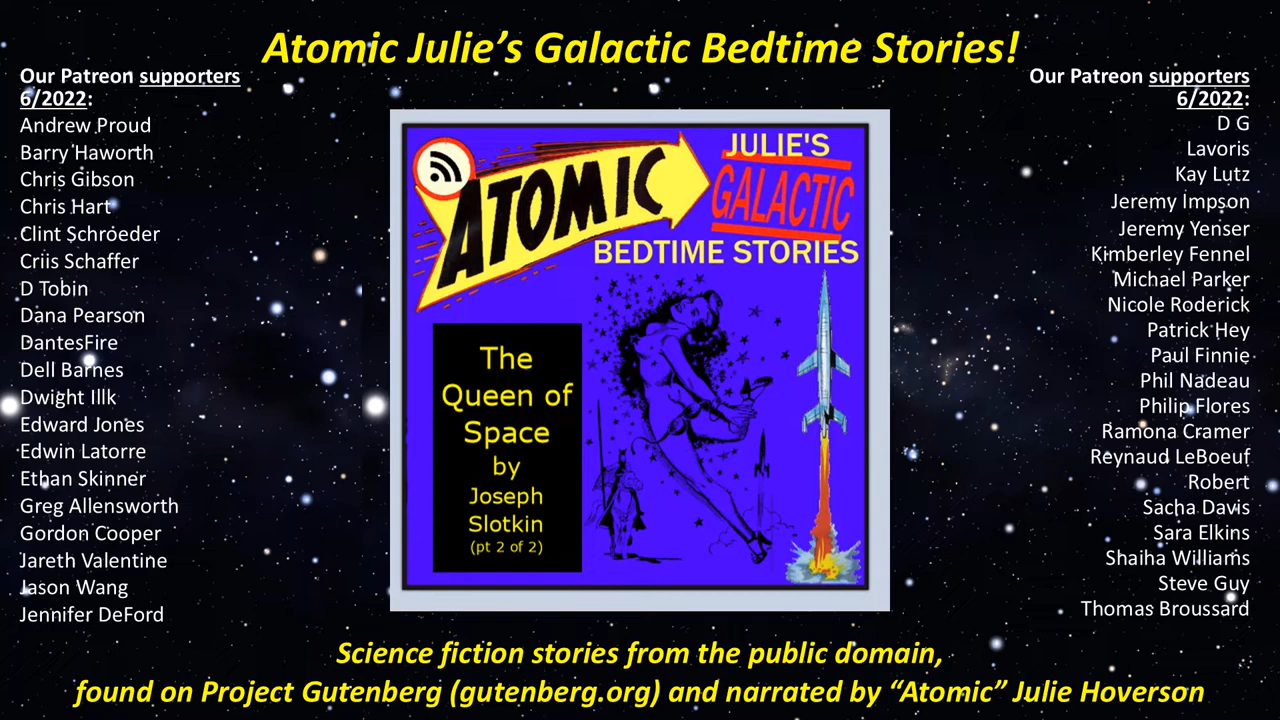 Atomic Julie's Galactic Bedtime Stories!
Our Patreon supporters
6/2022:
Andrew Proud
Barry Haworth
Chris Gibson
Chris Hart
Clint Schroeder
Criis Schaffer
D Tobin
Dana Pearson
DantesFire
Dell Barnes
Dwight Illk
Edward Jones
Edwin Latorre
Ethan Skinner
Greg Allensworth
Gordon Cooper
Jareth Valentine
Jason Wang
Jennifer DeFord
ATOMIC
JULIE'S
GALACTIC
BEDTIME STORIES
The
Queen of
Space
by
Joseph
Slotkin
(pt 2 of 2)
Our Patreon supporters
6/2022:
D G
Lavoris
Kay Lutz
Jeremy Impson
Jeremy Yenser
Kimberley Fennel
Michael Parker
Nicole Roderick
Patrick Hey
Paul Finnie
Phil Nadeau
Philip Flores
Ramona Cramer
Reynaud LeBoeuf
Robert
Sacha Davis
Sara Elkins
Shaiha Williams
Steve Guy
Thomas Broussard
Science fiction stories from the public domain,
found on Project Gutenberg (gutenberg.org) and narrated by “Atomic” Julie Hoverson